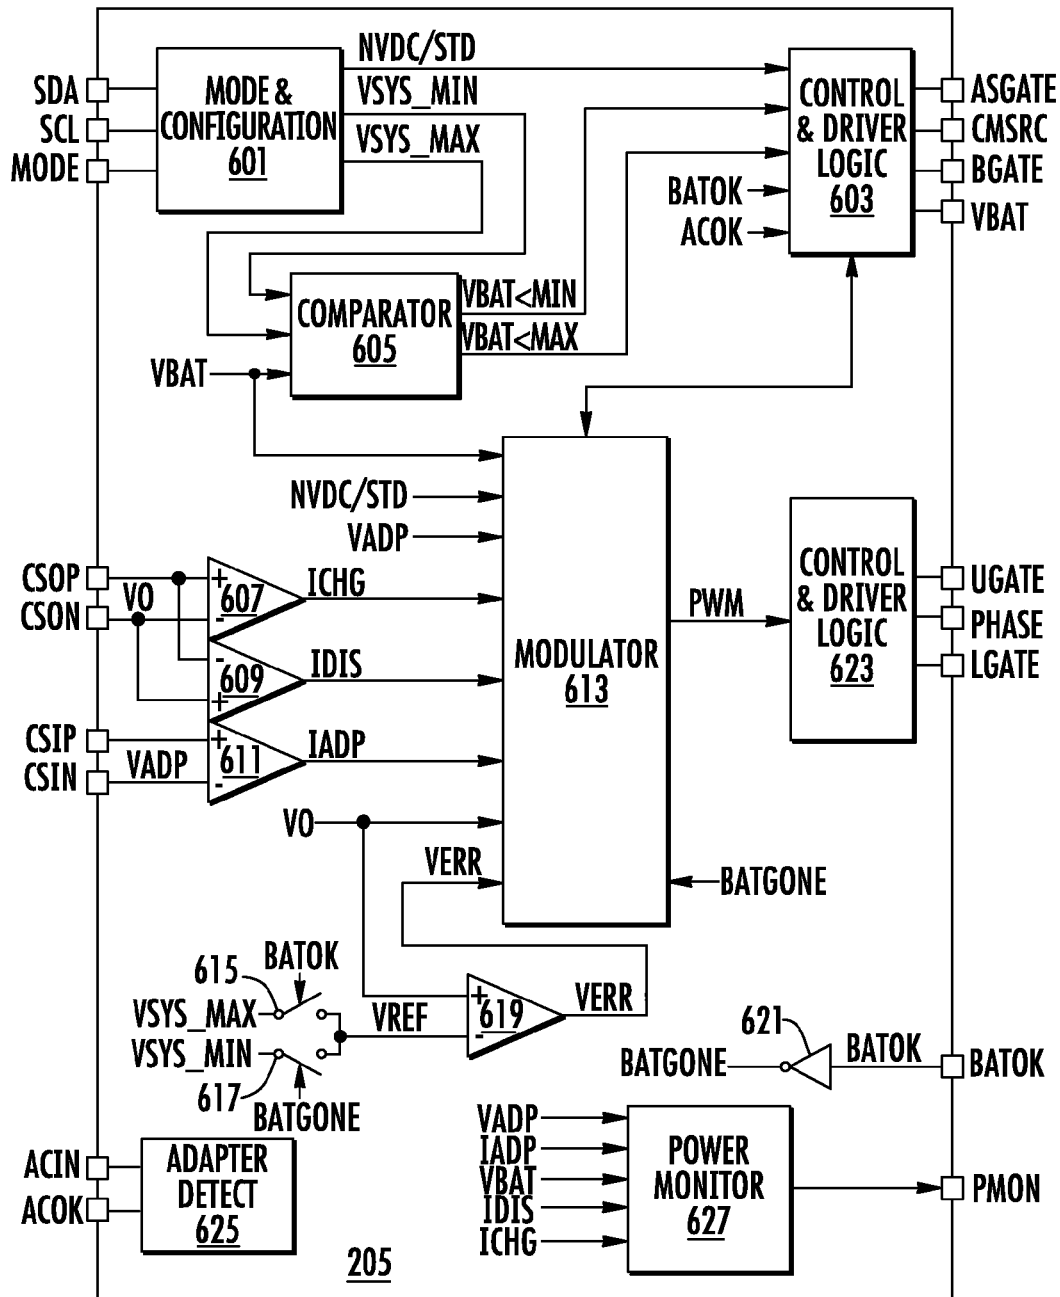 NVDC/STD
VSYS_MIN
VSYS_MAX
MODE &
CONFIGURATION
601
SDA
SCL
MODE
CONTROL
& DRIVER
LOGIC
603
ASGATE
CMSRC
BGATE
VBAT
BATOK
ACOK
COMPARATOR
605
VBAT<MIN
VBAT<MAX
VBAT
NVDC/STD
VADP
CSOP
VO
CSON
+
607
-
ICHG
-
609
+
IDIS
CSIP
VADP
CSIN
+
611
-
IADP
MODULATOR
613
PWM
CONTROL
& DRIVER
LOGIC
623
UGATE
PHASE
LGATE
VO
VERR
BATGONE
615
BATOK
VSYS_MAX
VSYS_MIN
617
BATGONE
VREF
+
619
-
VERR
621
BATGONE
BATOK
BATOK
ACIN
ACOK
ADAPTER
DETECT
625
VADP
IADP
VBAT
IDIS
ICHG
POWER
MONITOR
627
PMON
205